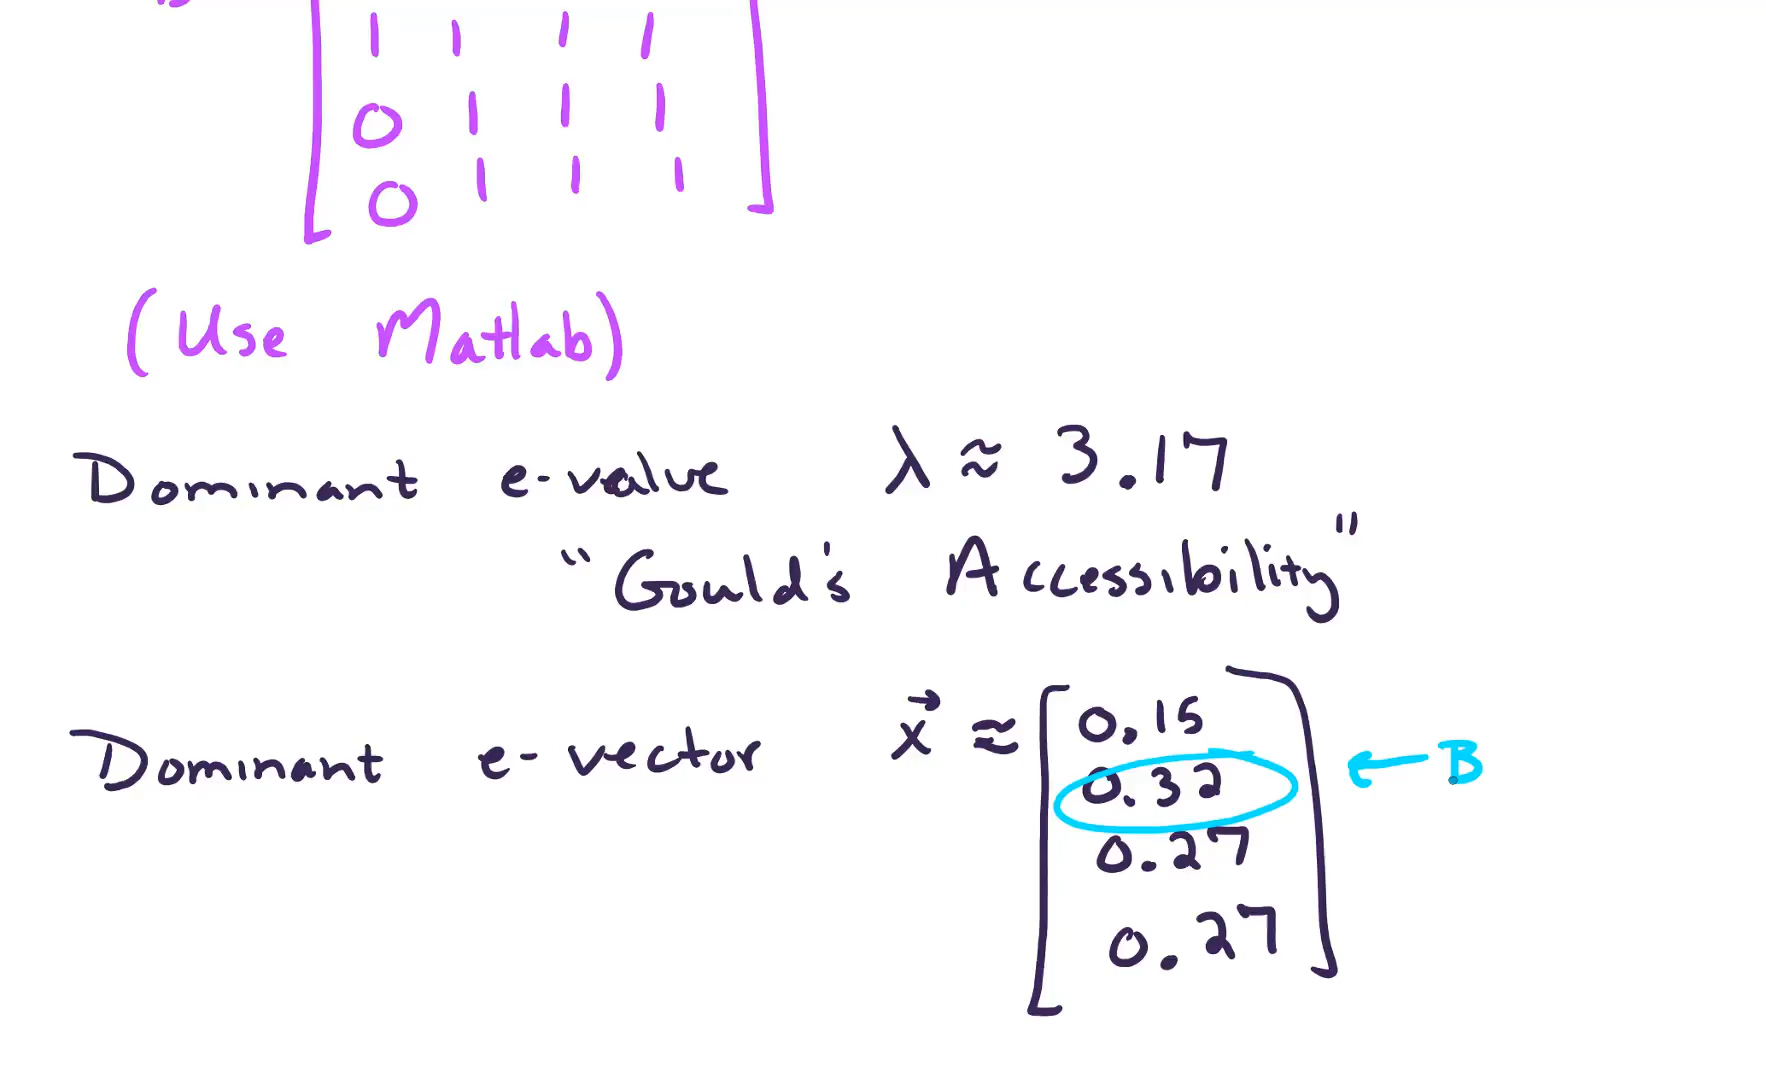 1 1 1 1
0 1 1 1
0 1 1 1
(Use Matlab)
Dominant e-value λ ≈ 3.17
"Gould's Accessibility"
Dominant e-vector x⃗ ≈ [0.15
0.32 ← B
0.27
0.27]